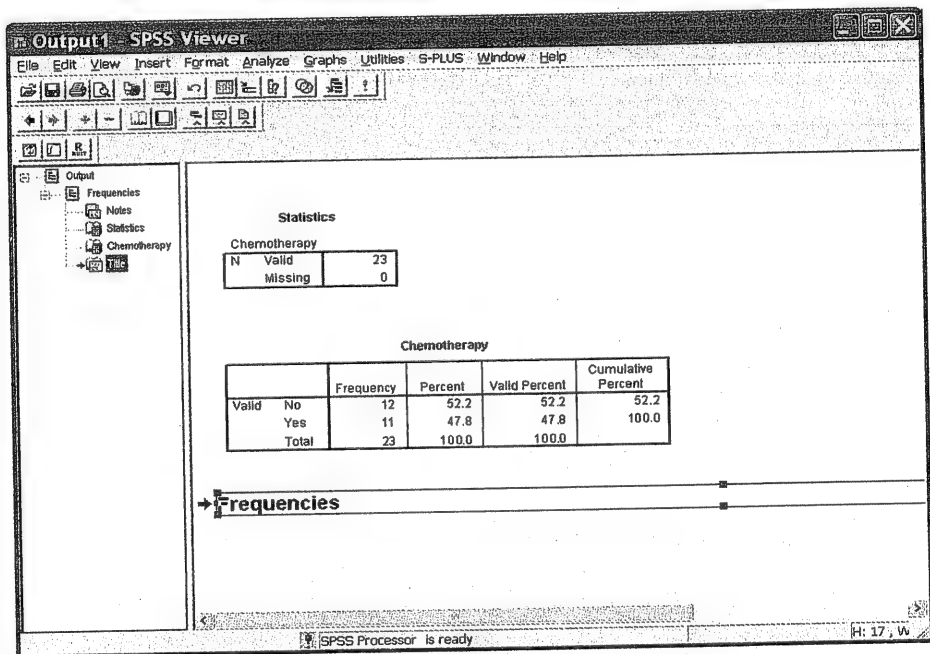 Output1 - SPSS Viewer
File Edit View Insert Format Analyze Graphs Utilities S-PLUS Window Help
Output
Frequencies
Notes
Statistics
Chemotherapy
Title
Statistics
Chemotherapy
N Valid 23
Missing 0
Chemotherapy
Frequency Percent Valid Percent Cumulative Percent
Valid No 12 52.2 52.2 52.2
Yes 11 47.8 47.8 100.0
Total 23 100.0 100.0
Frequencies
SPSS Processor is ready
H: 17 , W